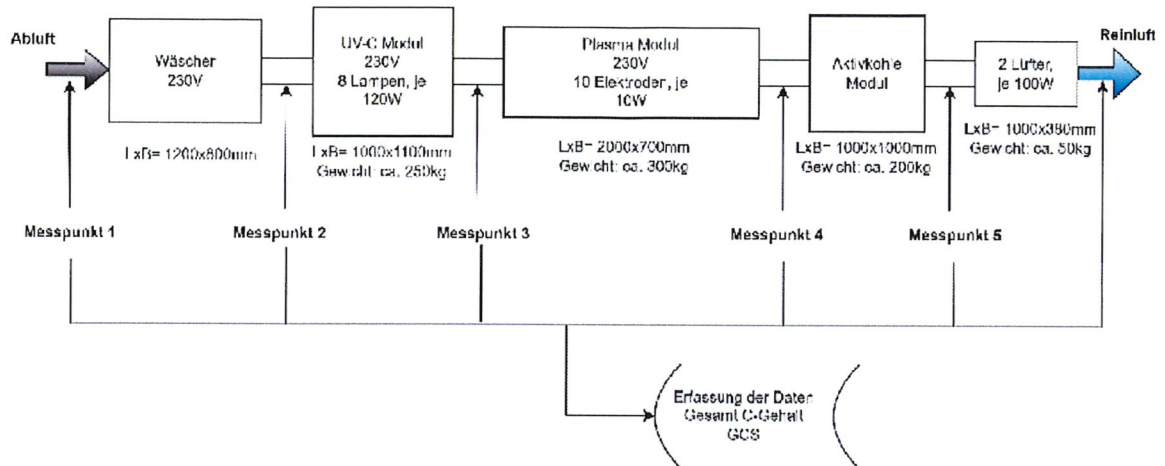 Abluft
Wäscher
230V
LxB= 1200x800mm
UV-C Modul
230V
8 Lampen, je
120W
LxB= 1000x1100mm
Gewicht: ca. 250kg
Plasma Modul
230V
10 Elektroden, je
10W
LxB= 2000x700mm
Gewicht: ca. 300kg
Aktivkohle
Modul
LxB= 1000x1000mm
Gewicht: ca. 200kg
2 Lüfter,
je 100W
LxB= 1000x380mm
Gewicht: ca. 50kg
Reinluft
Messpunkt 1
Messpunkt 2
Messpunkt 3
Messpunkt 4
Messpunkt 5
Erfassung der Daten
Gesamt C-Gehalt
GCS